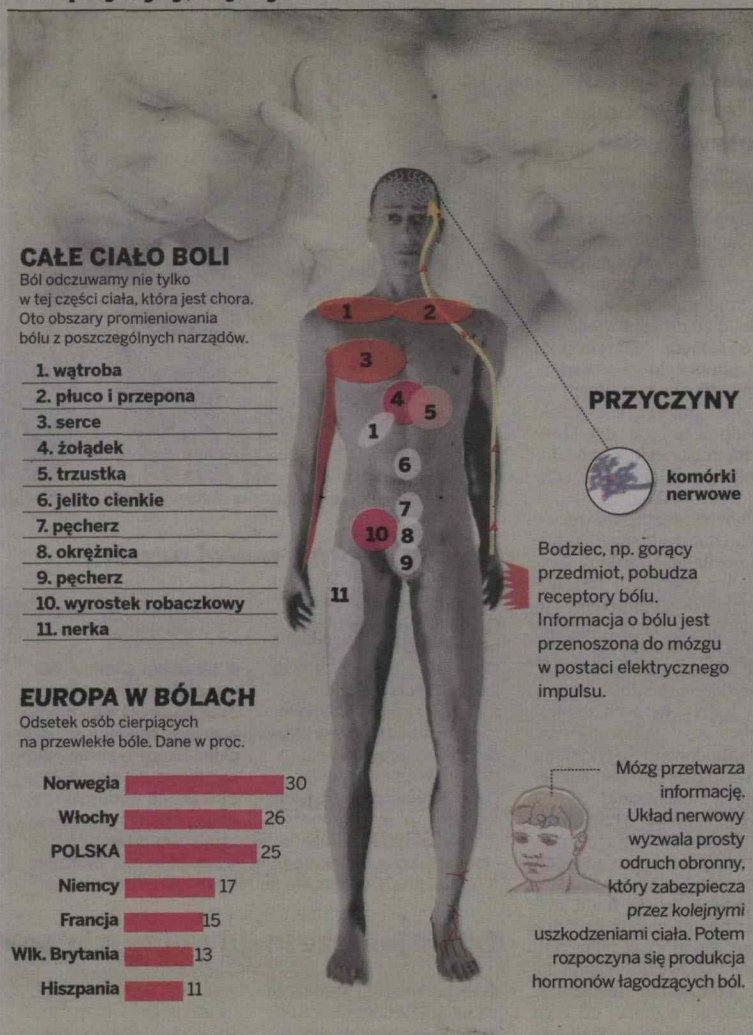 CAŁE CIAŁO BOLI
Ból odczuwamy nie tylko
w tej części ciała, która jest chora.
Oto obszary promieniowania
bólu z poszczególnych narządów.
1. wątroba
2. płuco i przepona
3. serce
4. żołądek
5. trzustka
6. jelito cienkie
7. pęcherz
8. okrężnica
9. pęcherz
10. wyrostek robaczkowy
11. nerka
1
2
3
4
5
1
6
7
8
9
10
11
PRZYCZYNY
komórki
nerwowe
Bodziec, np. gorący
przedmiot, pobudza
receptory bólu.
Informacja o bólu jest
przenoszona do mózgu
w postaci elektrycznego
impulsu.
EUROPA W BÓLACH
Odsetek osób cierpiących
na przewlekłe bóle. Dane w proc.
Norwegia 30
Włochy 26
POLSKA 25
Niemcy 17
Francja 15
Wlk. Brytania 13
Hiszpania 11
Mózg przetwarza
informację.
Układ nerwowy
wyzwala prosty
odruch obronny,
który zabezpiecza
przez kolejnymi
uszkodzeniami ciała. Potem
rozpoczyna się produkcja
hormonów łagodzących ból.